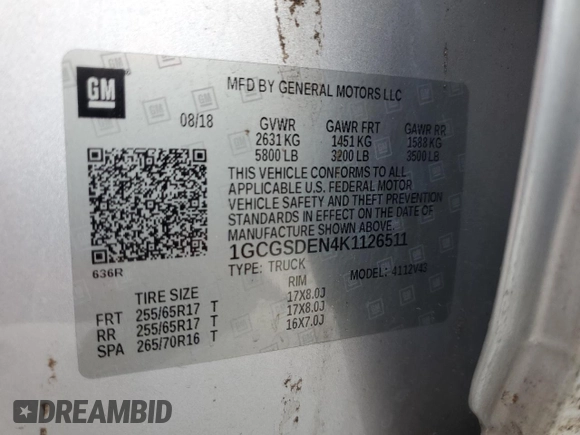 GM
MFD BY GENERAL MOTORS LLC
08/18 GVWR GAWR FRT GAWR RR
2631 KG 1451 KG 1588 KG
5800 LB 3200 LB 3500 LB
THIS VEHICLE CONFORMS TO ALL
APPLICABLE U.S. FEDERAL MOTOR
VEHICLE SAFETY AND THEFT PREVENTION
STANDARDS IN EFFECT ON THE DATE OF
MANUFACTURE SHOWN ABOVE.
1GCGSDEN4K1126511
TYPE: TRUCK MODEL: 4112V43
636R
TIRE SIZE RIM
FRT 255/65R17 T 17X8.0J
RR 255/65R17 T 17X8.0J
SPA 265/70R16 T 16X7.0J
DREAMBID